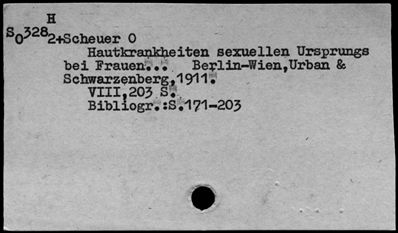 H
S0328
2+Scheuer O
Hautkrankheiten sexuellen Ursprungs
bei Frauen... Berlin-Wien,Urban &
Schwarzenberg,1911.
VIII,203 S.
Bibliogr.:S.171-203